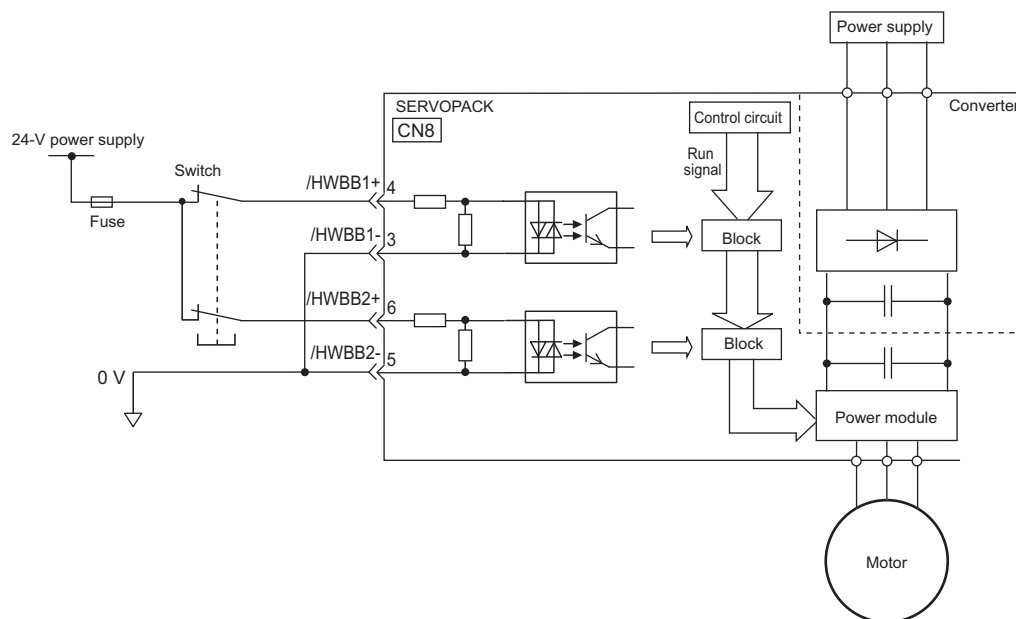 Power supply
SERVOPACK
Converter
CN8
Control circuit
24-V power supply
Run
signal
Switch
/HWBB1+
4
Fuse
/HWBB1-
3
Block
/HWBB2+
6
Block
/HWBB2-
5
0 V
Power module
Motor